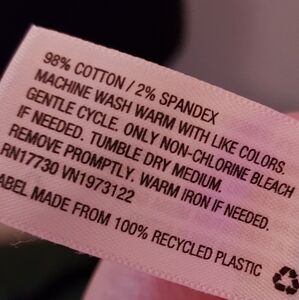 98% COTTON / 2% SPANDEX
MACHINE WASH WARM WITH LIKE COLORS.
GENTLE CYCLE. ONLY NON-CHLORINE BLEACH
IF NEEDED. TUMBLE DRY MEDIUM.
REMOVE PROMPTLY. WARM IRON IF NEEDED.
RN17730 VN1973122
ABEL MADE FROM 100% RECYCLED PLASTIC